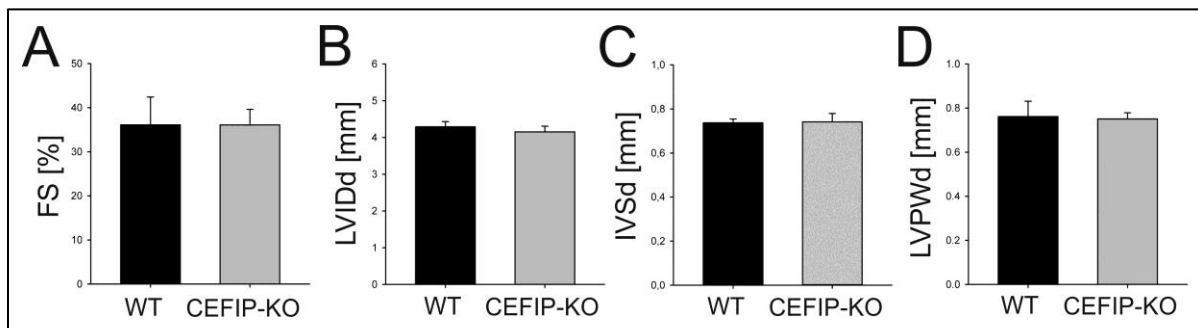 A
FS [%]
50
40
30
20
10
0
WT
CEFIP-KO
B
LVIDd [mm]
6
5
4
3
2
1
0
WT
CEFIP-KO
C
IVSd [mm]
1,0
0,8
0,6
0,4
0,2
0,0
WT
CEFIP-KO
D
LVPWd [mm]
1.0
0.8
0.6
0.4
0.2
0.0
WT
CEFIP-KO